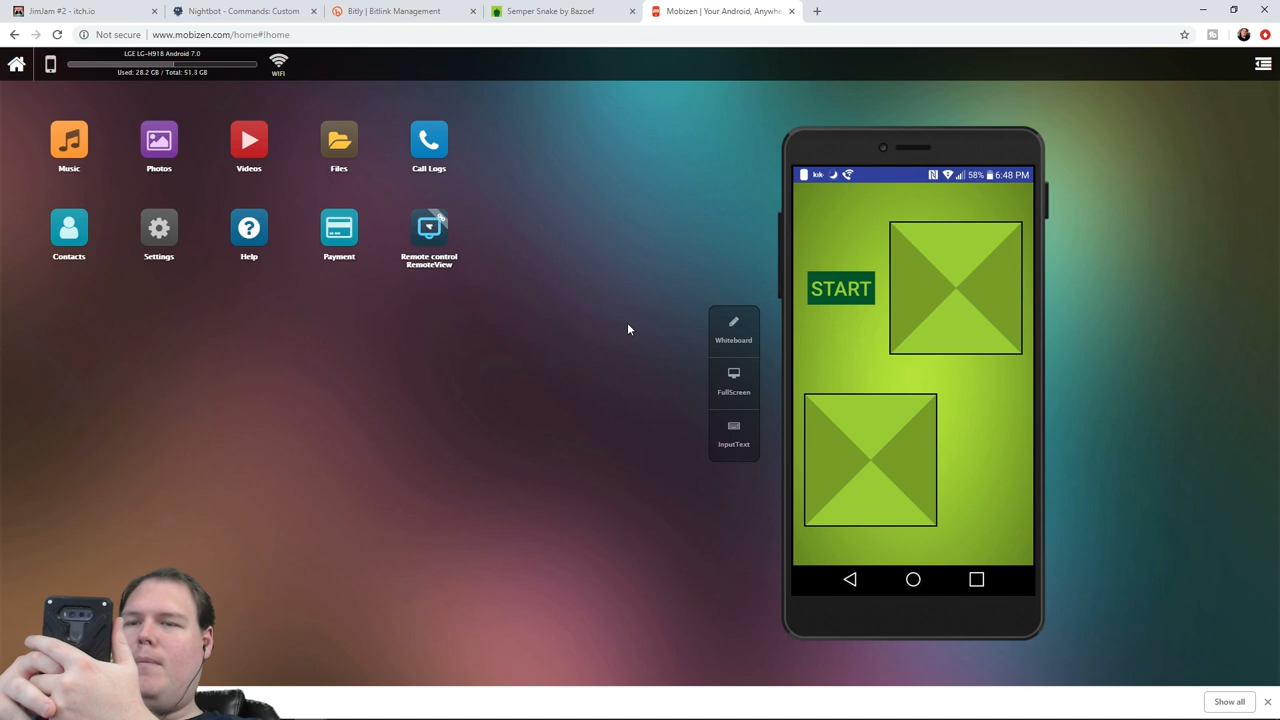 JimJam #2 - itch.io
Nightbot - Commands: Custom
Bitly | Bitlink Management
Semper Snake by Bazoef
Mobizen | Your Android, Anywhe
Not secure
www.mobizen.com/home#!home
LGE LG-H918 Android 7.0
Used: 28.2 GB / Total: 51.3 GB
WIFI
Music
Photos
Videos
Files
Call Logs
Contacts
Settings
Help
Payment
Remote control
RemoteView
Whiteboard
FullScreen
InputText
kik
58%
6:48 PM
START
Show all